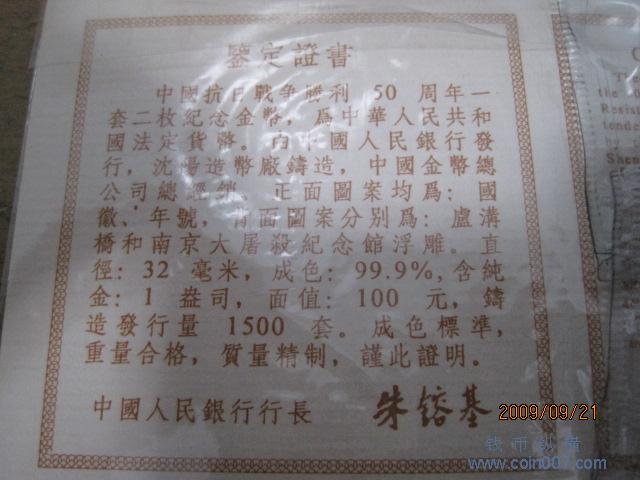 鑒定證書
中國抗日戰争勝利 50 周年一
套二枚紀念金幣，爲中華人民共和
國法定貨幣。由中國人民銀行發
行，沈陽造幣廠鑄造，中國金幣總
公司總經銷。正面圖案均爲：國
徽、年號，背面圖案分别爲：盧溝
橋和南京大屠殺紀念館浮雕。直
徑：32 毫米，成色：99.9%，含純
金：1 盎司，面值：100 元，鑄
造發行量 1500 套。成色標準，
重量合格，質量精制，謹此證明。
中國人民銀行行長 朱镕基
2009/09/21
钱币纵横
www.coin007.com